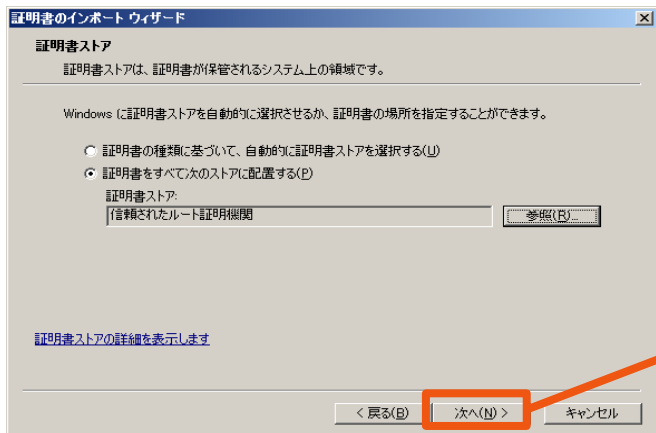 証明書のインポート ウィザード
証明書ストア
証明書ストアは、証明書が保管されるシステム上の領域です。
Windows に証明書ストアを自動的に選択させるか、証明書の場所を指定することができます。
証明書の種類に基づいて、自動的に証明書ストアを選択する(U)
証明書をすべて次のストアに配置する(P)
証明書ストア:
信頼されたルート証明機関 参照(R)...
証明書ストアの詳細を表示します
< 戻る(B) 次へ(N) > キャンセル